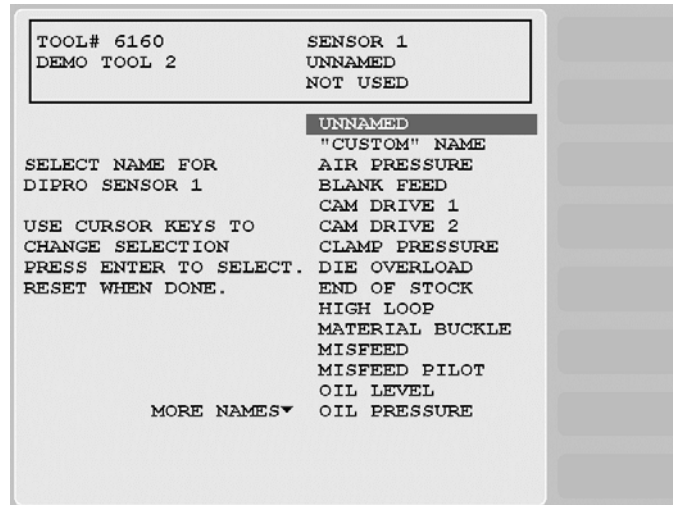 TOOL# 6160
DEMO TOOL 2
SENSOR 1
UNNAMED
NOT USED
SELECT NAME FOR
DIPRO SENSOR 1
USE CURSOR KEYS TO
CHANGE SELECTION
PRESS ENTER TO SELECT.
RESET WHEN DONE.
MORE NAMES▼
UNNAMED
"CUSTOM" NAME
AIR PRESSURE
BLANK FEED
CAM DRIVE 1
CAM DRIVE 2
CLAMP PRESSURE
DIE OVERLOAD
END OF STOCK
HIGH LOOP
MATERIAL BUCKLE
MISFEED
MISFEED PILOT
OIL LEVEL
OIL PRESSURE